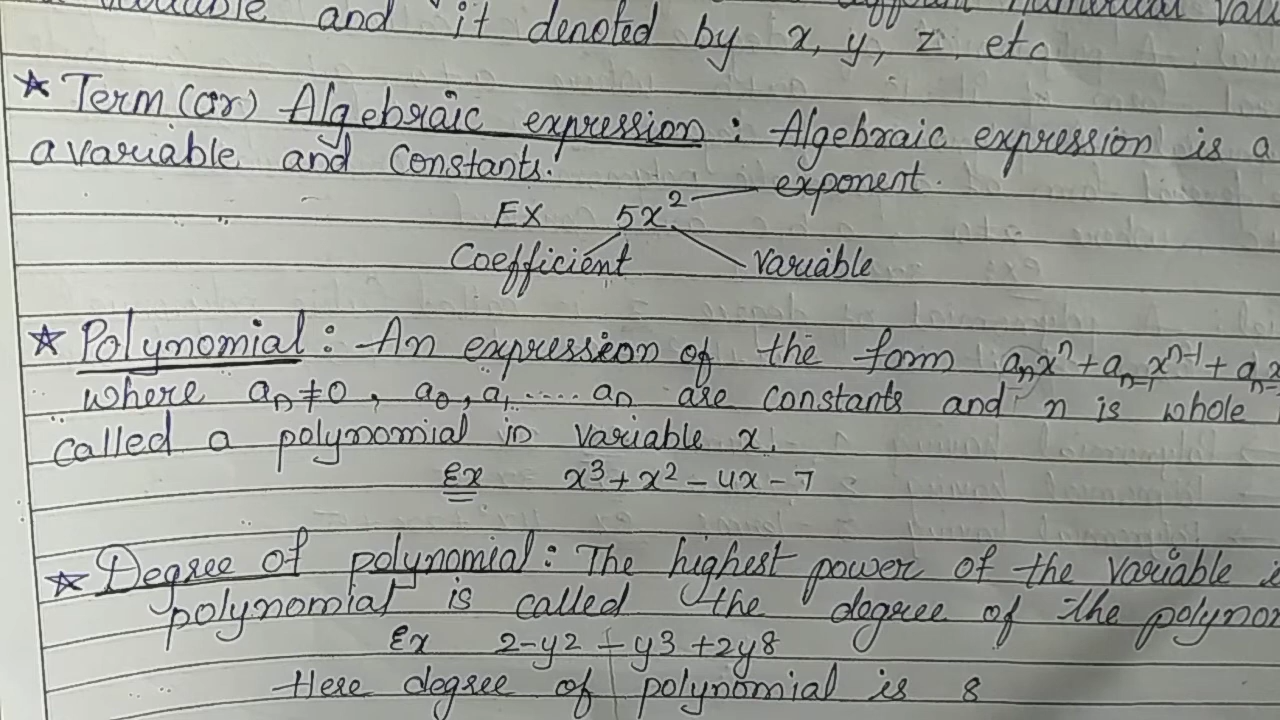 variable and it denoted by x, y, z, etc
☆ Term (or) Algebraic expression : Algebraic expression is a
a variable and Constants.
exponent.
EX 5x²
Coefficient variable
☆ Polynomial : An expression of the form aₙxⁿ + aₙ₋₁xⁿ⁻¹ + aₙ₋
where aₙ ≠ 0, a₀, a₁ ..... aₙ are constants and n is whole
called a polynomial in variable x.
Ex x³ + x² - 4x - 7
☆ Degree of polynomial : The highest power of the variable i
polynomial is called the degree of the polyno
Ex 2-y2 - y3 + 2y8
Here degree of polynomial is 8